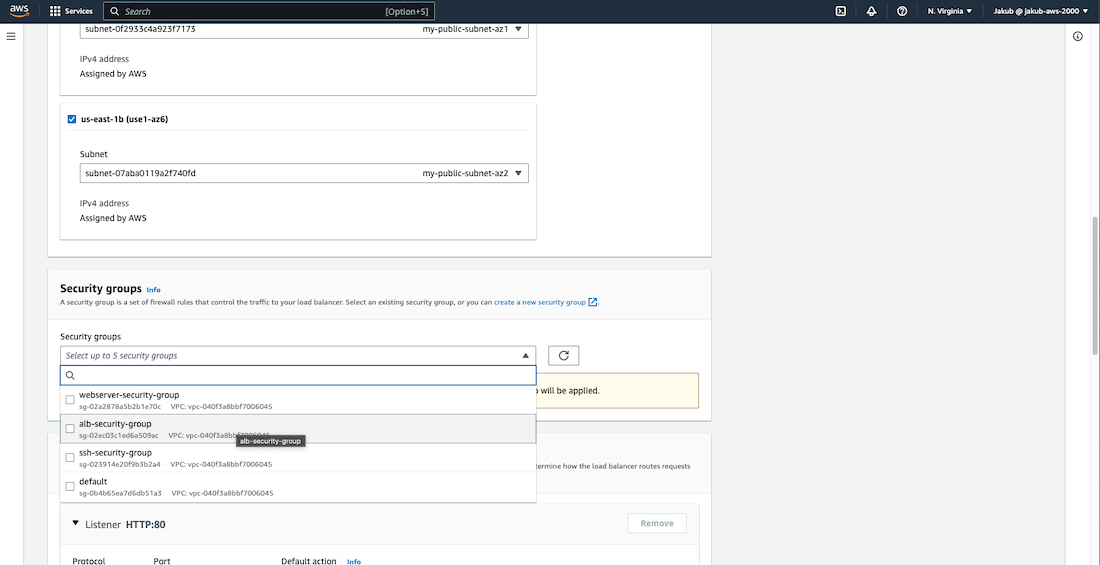 aws Services Search [Option+S] N. Virginia Jakub @ jakub-aws-2000
subnet-0f2933c4a923f7173 my-public-subnet-az1
IPv4 address
Assigned by AWS
us-east-1b (use1-az6)
Subnet
subnet-07aba0119a2f740fd my-public-subnet-az2
IPv4 address
Assigned by AWS
Security groups Info
A security group is a set of firewall rules that control the traffic to your load balancer. Select an existing security group, or you can create a new security group.
Security groups
Select up to 5 security groups
will be applied.
webserver-security-group
sg-02a2878a5b2b1e70c VPC: vpc-040f3a8bbf7006045
alb-security-group
sg-02ec03c1ed6a509ac VPC: vpc-040f3a8bbf7006045
alb-security-group
ssh-security-group
sg-023914e20f9b3b2a4 VPC: vpc-040f3a8bbf7006045
how the load balancer routes requests
default
sg-0b4b65ea7d6db51a3 VPC: vpc-040f3a8bbf7006045
Listener HTTP:80 Remove
Protocol Port Default action Info